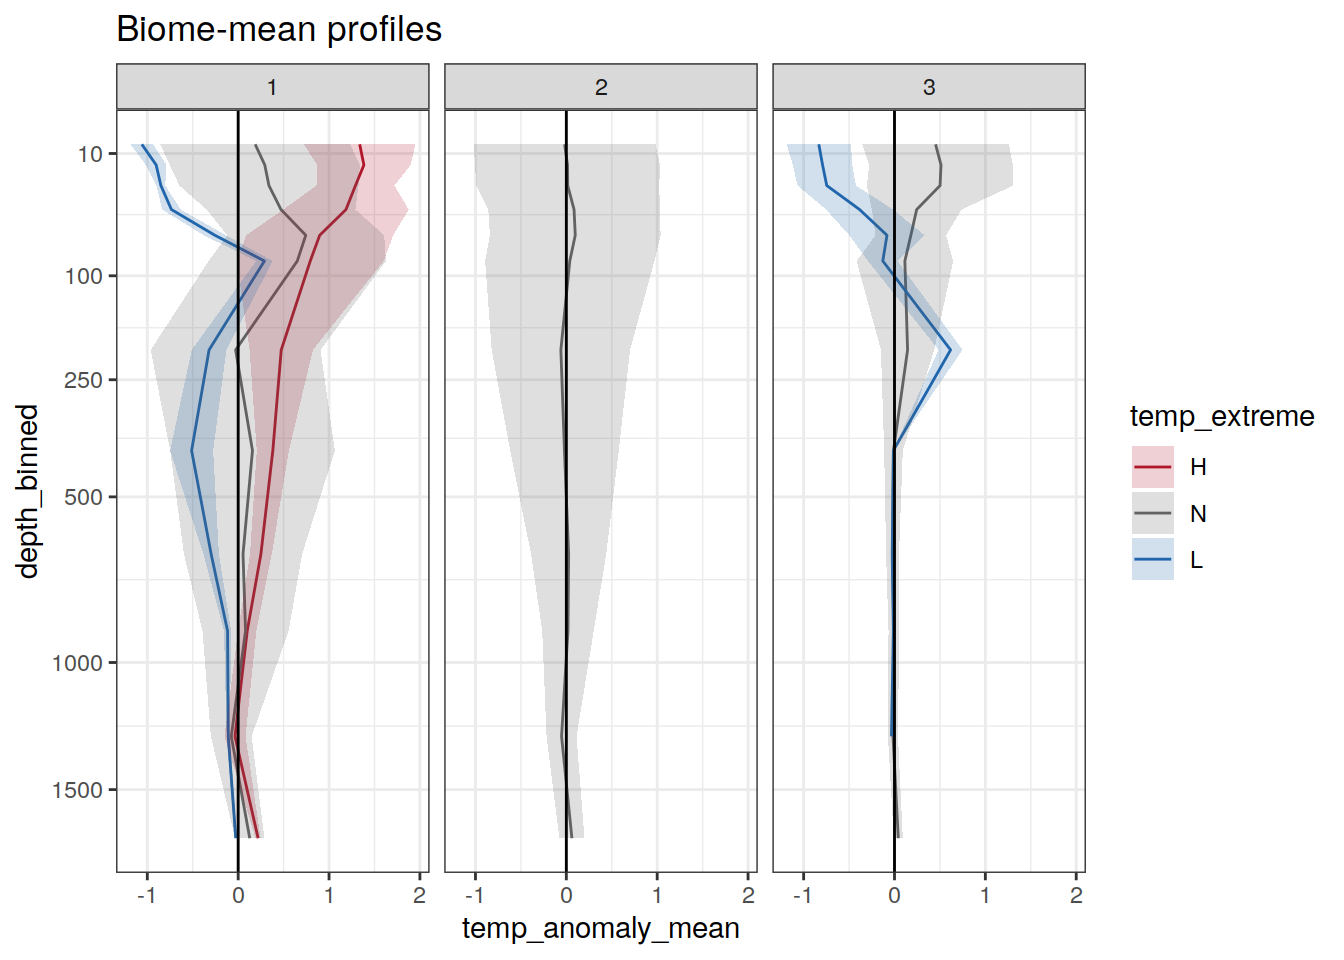 Biome-mean profiles
1 2 3
10
100
250
500
1000
1500
depth_binned
-1 0 1 2 -1 0 1 2 -1 0 1 2
temp_anomaly_mean
temp_extreme
H
N
L